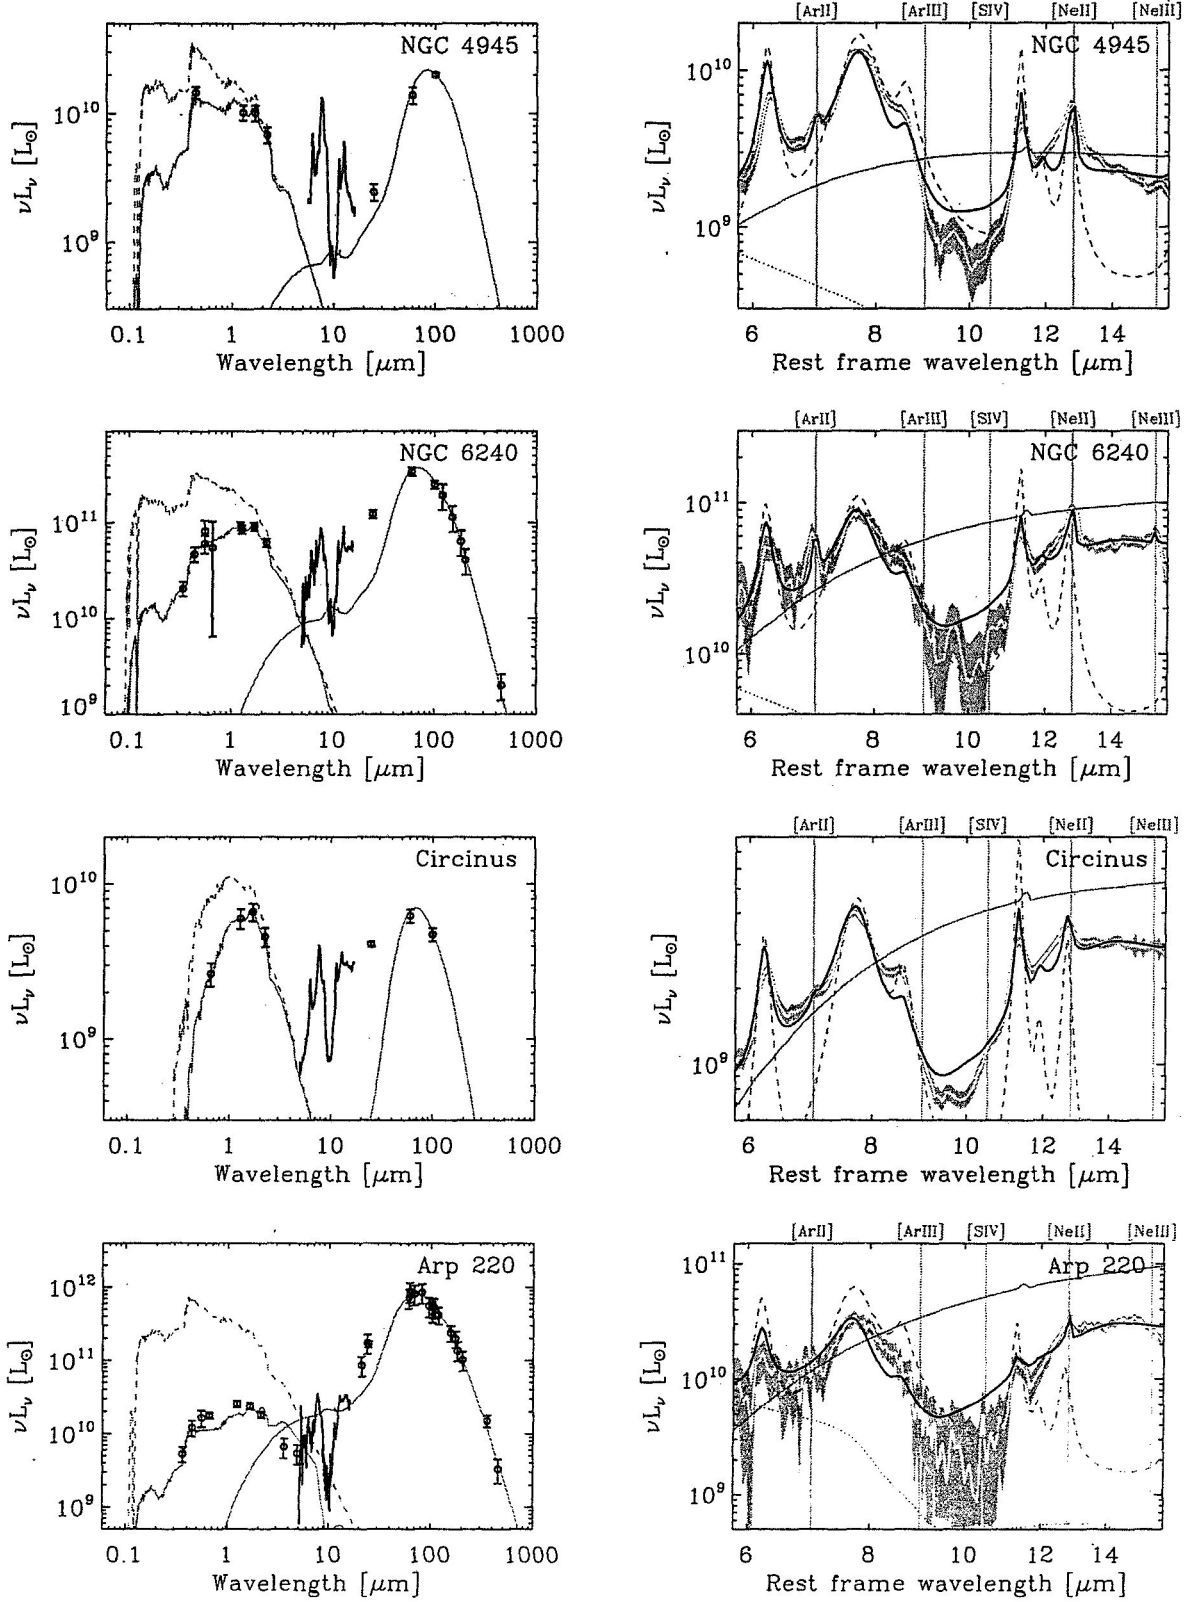 [ArII] [ArIII] [SIV] [NeII] [NeIII]
NGC 4945
NGC 4945
νLν [L⊙]
10^10
10^9
νLν [L⊙]
10^10
10^9
0.1 1 10 100 1000
6 8 10 12 14
Wavelength [μm]
Rest frame wavelength [μm]
[ArII] [ArIII] [SIV] [NeII] [NeIII]
NGC 6240
NGC 6240
νLν [L⊙]
10^11
10^10
10^9
νLν [L⊙]
10^11
10^10
0.1 1 10 100 1000
6 8 10 12 14
Wavelength [μm]
Rest frame wavelength [μm]
[ArII] [ArIII] [SIV] [NeII] [NeIII]
Circinus
Circinus
νLν [L⊙]
10^10
10^9
νLν [L⊙]
10^9
0.1 1 10 100 1000
6 8 10 12 14
Wavelength [μm]
Rest frame wavelength [μm]
[ArII] [ArIII] [SIV] [NeII] [NeIII]
Arp 220
Arp 220
νLν [L⊙]
10^12
10^11
10^10
10^9
νLν [L⊙]
10^11
10^10
10^9
0.1 1 10 100 1000
6 8 10 12 14
Wavelength [μm]
Rest frame wavelength [μm]